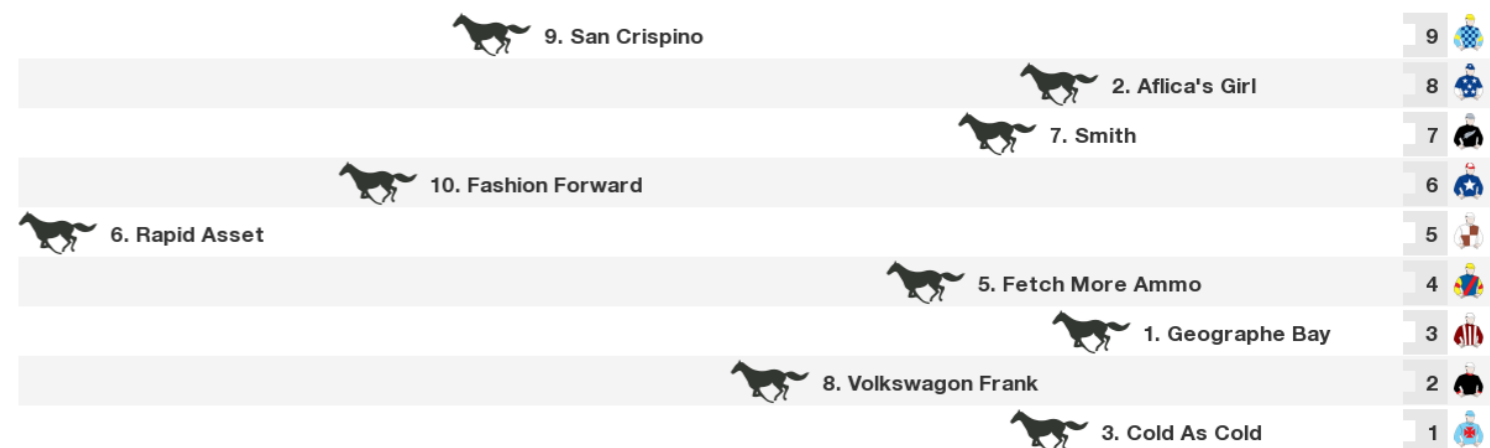 9. San Crispino 9
2. Aflica's Girl 8
7. Smith 7
10. Fashion Forward 6
6. Rapid Asset 5
5. Fetch More Ammo 4
1. Geographe Bay 3
8. Volkswagon Frank 2
3. Cold As Cold 1